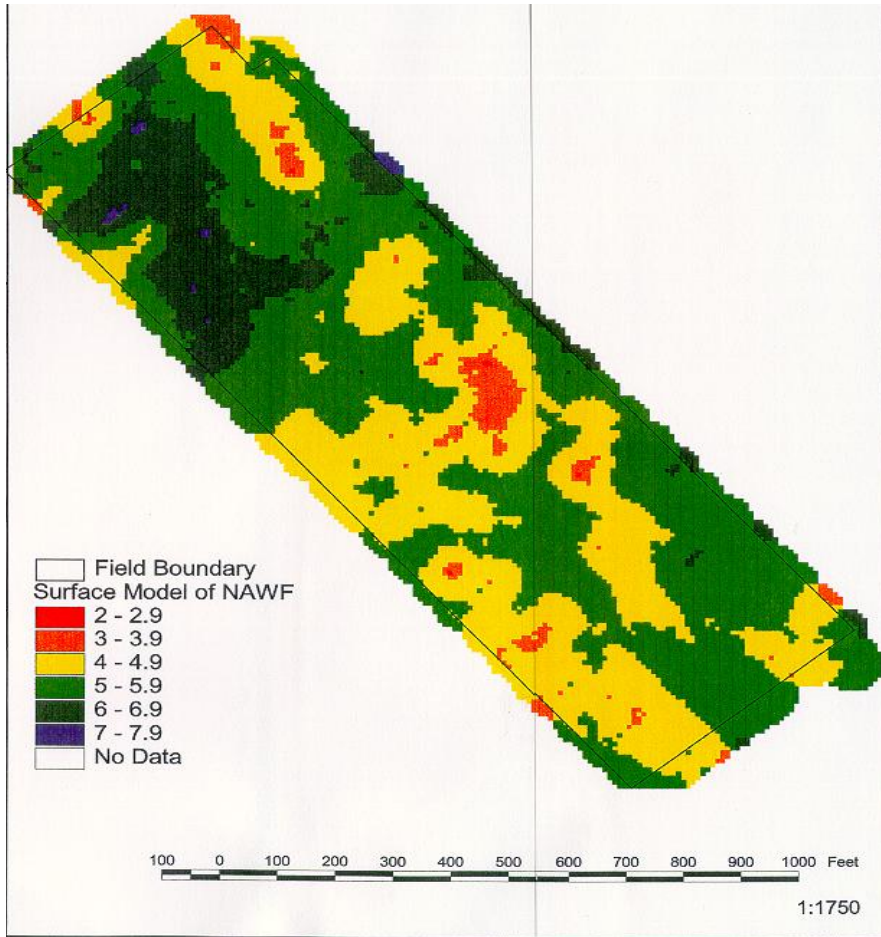 Field Boundary
Surface Model of NAWF
2 - 2.9
3 - 3.9
4 - 4.9
5 - 5.9
6 - 6.9
7 - 7.9
No Data
100 0 100 200 300 400 500 600 700 800 900 1000 Feet
1:1750